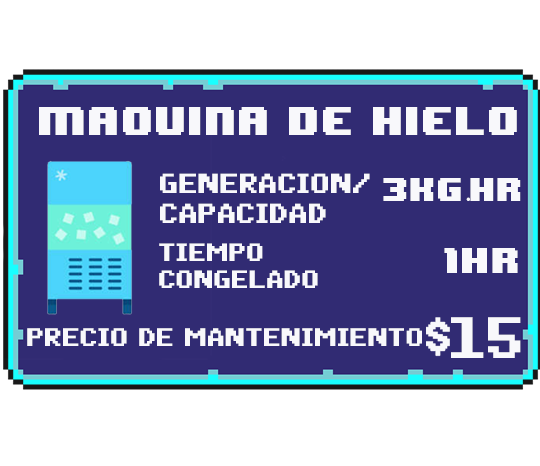 MAQUINA DE HIELO
GENERACION/ 3KG.HR
CAPACIDAD
TIEMPO 1HR
CONGELADO
PRECIO DE MANTENIMIENTO $15